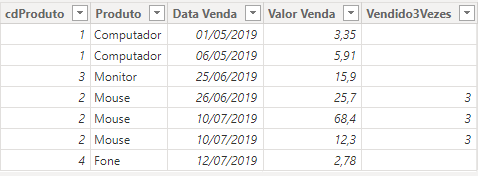 cdProduto Produto Data Venda Valor Venda Vendido3Vezes
1 Computador 01/05/2019 3,35
1 Computador 06/05/2019 5,91
3 Monitor 25/06/2019 15,9
2 Mouse 26/06/2019 25,7 3
2 Mouse 10/07/2019 68,4 3
2 Mouse 10/07/2019 12,3 3
4 Fone 12/07/2019 2,78